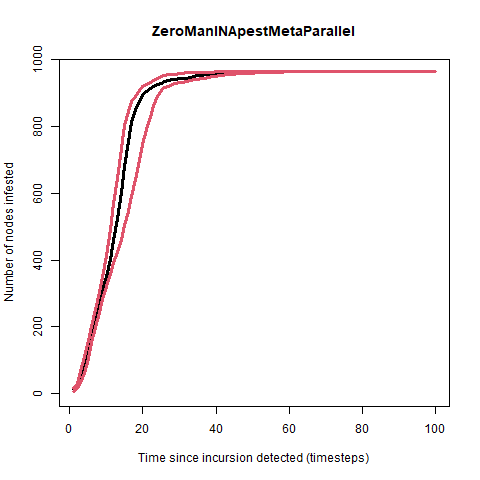 ZeroManINApestMetaParallel
Number of nodes infested
1000
800
600
400
200
0
0 20 40 60 80 100
Time since incursion detected (timesteps)